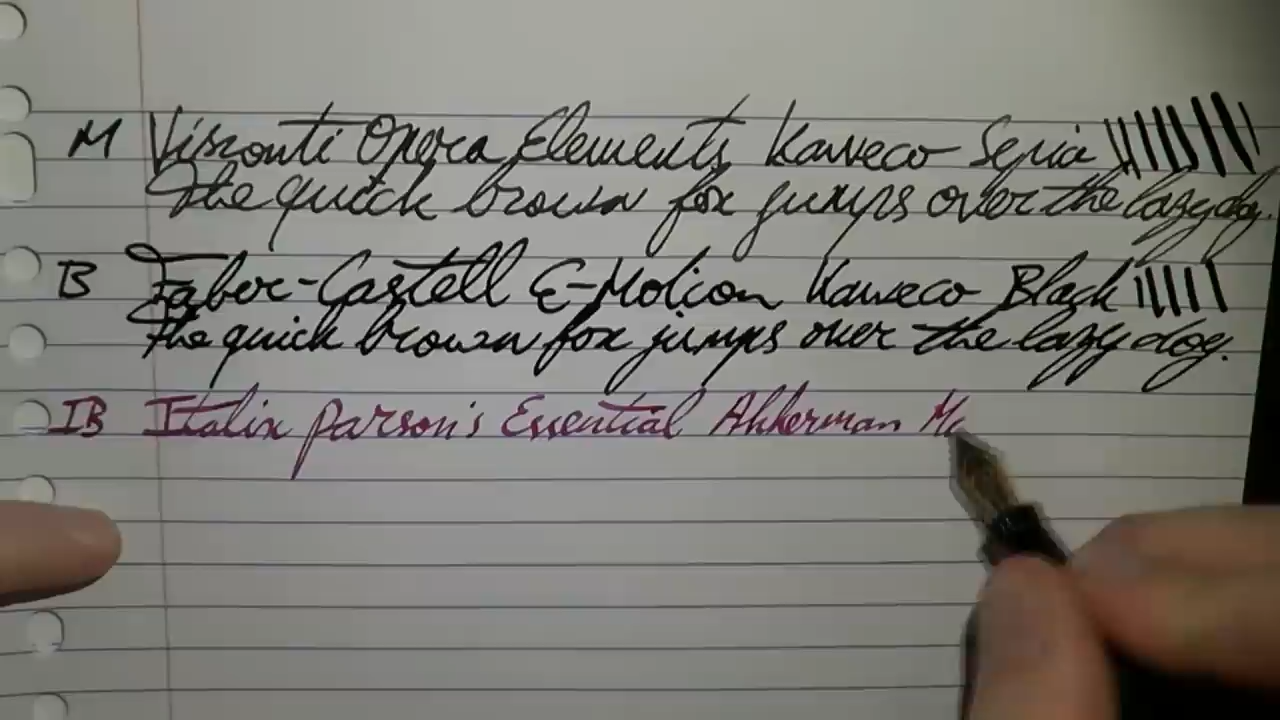 M Visconti Opera Elements Kaweco Sepia
The quick brown fox jumps over the lazy dog.
B Faber-Castell E-Motion Kaweco Black
The quick brown fox jumps over the lazy dog.
IB Italix Parson's Essential Akkerman